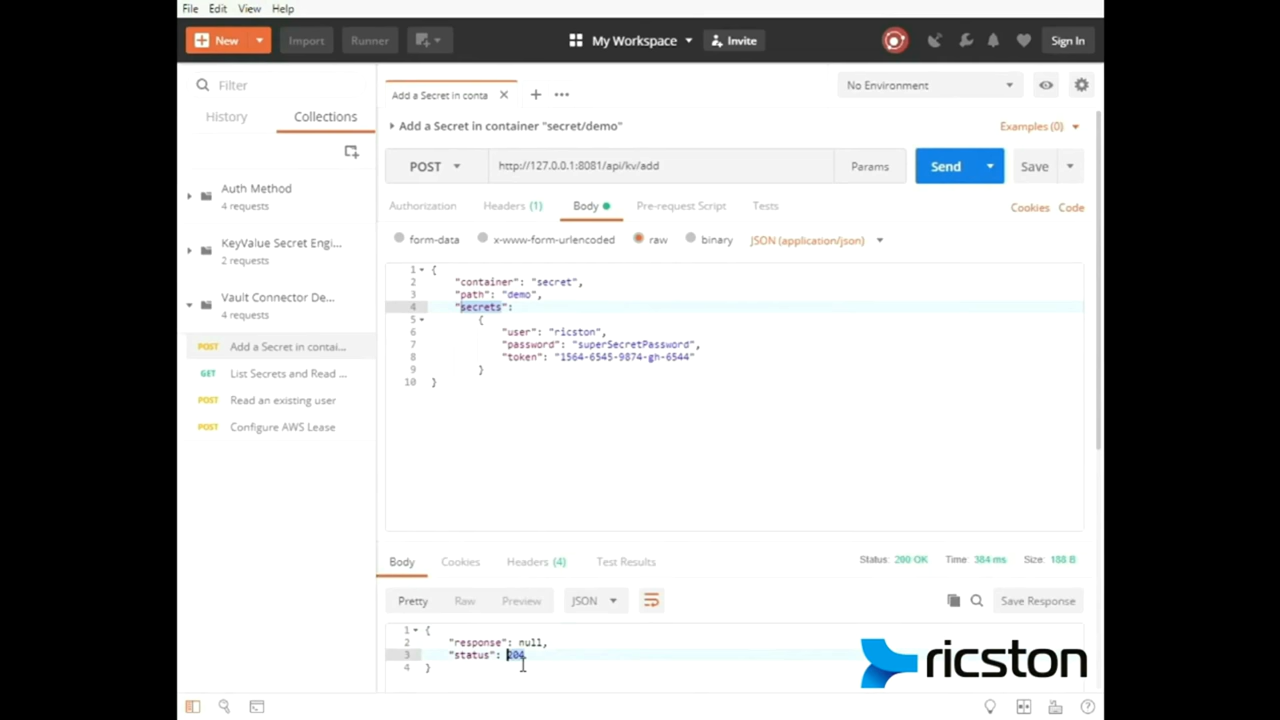 File Edit View Help
New Import Runner My Workspace Invite Sign In
Filter
History Collections
Auth Method
4 requests
KeyValue Secret Engi...
2 requests
Vault Connector De...
4 requests
POST Add a Secret in contai...
GET List Secrets and Read ...
POST Read an existing user
POST Configure AWS Lease
Add a Secret in conta
No Environment
Add a Secret in container "secret/demo"
Examples (0)
POST http://127.0.0.1:8081/api/kv/add Params Send Save
Authorization Headers (1) Body Pre-request Script Tests Cookies Code
form-data x-www-form-urlencoded raw binary JSON (application/json)
1 {
2 "container": "secret",
3 "path": "demo",
4 "secrets":
5 {
6 "user": "ricston",
7 "password": "superSecretPassword",
8 "token": "1564-6545-9874-gh-6544"
9 }
10 }
Body Cookies Headers (4) Test Results Status: 200 OK Time: 384 ms Size: 188 B
Pretty Raw Preview JSON Save Response
1 {
2 "response": null,
3 "status": 204
4 }
ricston